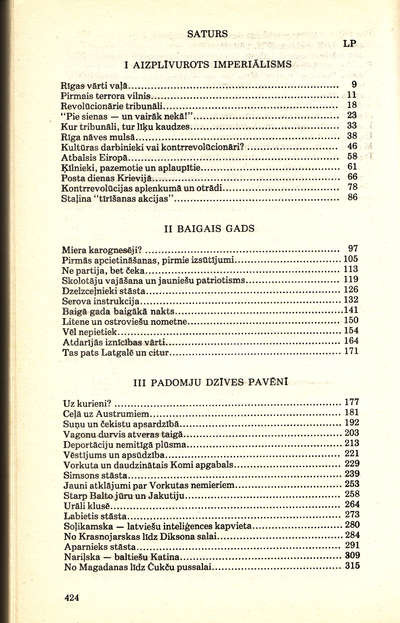 SATURS
LP
I AIZPLĪVUROTS IMPERIĀLISMS
Rīgas vārti vaļā 9
Pirmais terrora vilnis 11
Revolūcionārie tribunāli 18
"Pie sienas — un vairāk nekā!" 23
Kur tribunāli, tur līķu kaudzes 33
Rīga nāves mulsā 38
Kultūras darbinieki vai kontrrevolūcionāri? 46
Atbalsis Eiropā 58
Ķīlnieki, pazemotie un aplaupītie 61
Posta dienas Krievijā 66
Kontrrevolūcijas aplenkumā un otrādi 78
Staļina "tīrīšanas akcijas" 86
II BAIGAIS GADS
Miera karognesēji? 97
Pirmās apcietināšanas, pirmie izsūtījumi 105
Ne partija, bet čeka 113
Skolotāju vajāšana un jauniešu patriotisms 119
Dzelzceļnieki stāsta 126
Serova instrukcija 132
Baigā gada baigākā nakts 141
Litene un ostroviešu nometne 150
Vēl nepietiek 154
Atdarījās iznīcības vārti 164
Tas pats Latgalē un citur 171
III PADOMJU DZĪVES PAVĒNĪ
Uz kurieni? 177
Ceļā uz Austrumiem 181
Suņu un čekistu apsardzībā 192
Vagonu durvis atveras taigā 203
Deportāciju nemitīgā plūsma 213
Vēstījums un apsūdzība 221
Vorkuta un daudzinātais Komi apgabals 229
Simsons stāsta 239
Jauni atklājumi par Vorkutas nemieriem 253
Starp Balto jūru un Jakutiju 258
Urāli klusē 264
Labietis stāsta 273
Soļikamska — latviešu inteliģences kapvieta 280
No Krasnojarskas līdz Diksona salai 284
Aparnieks stāsta 291
Nariļska — baltiešu Katina 309
No Magadanas līdz Čukču pussalai 315
424